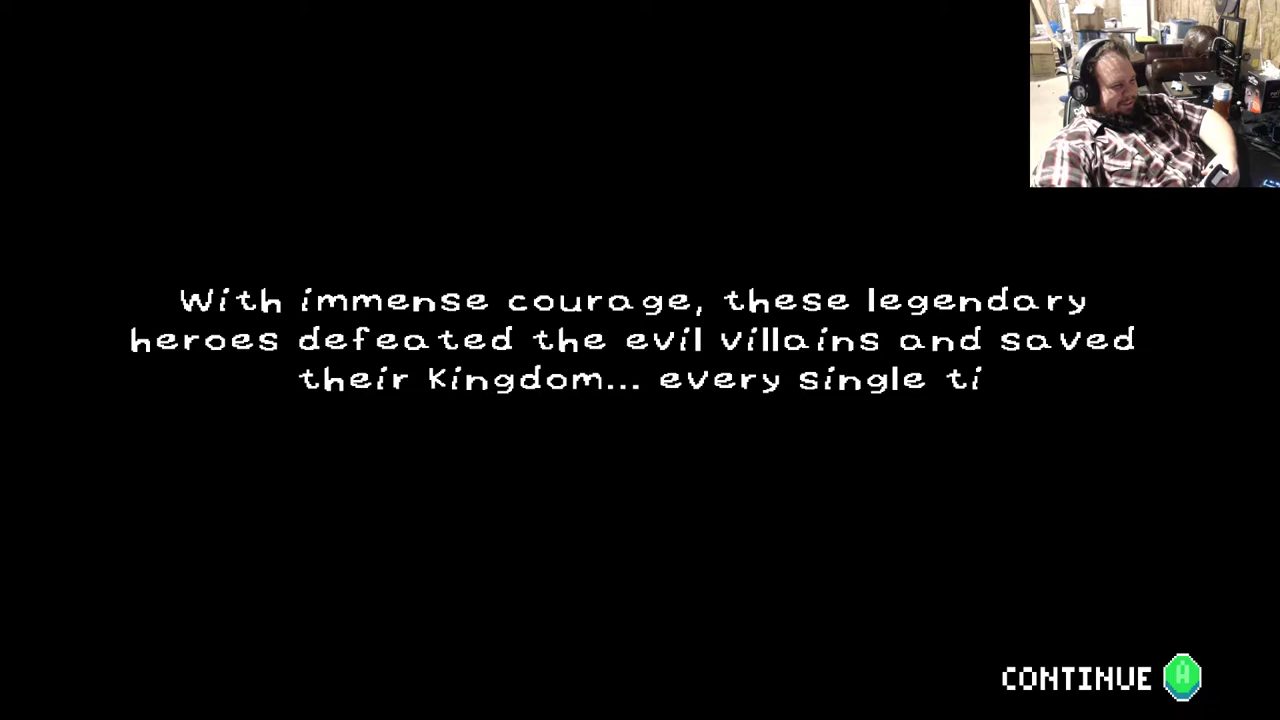 With immense courage, these legendary
heroes defeated the evil villains and saved
their Kingdom... every single ti
CONTINUE A